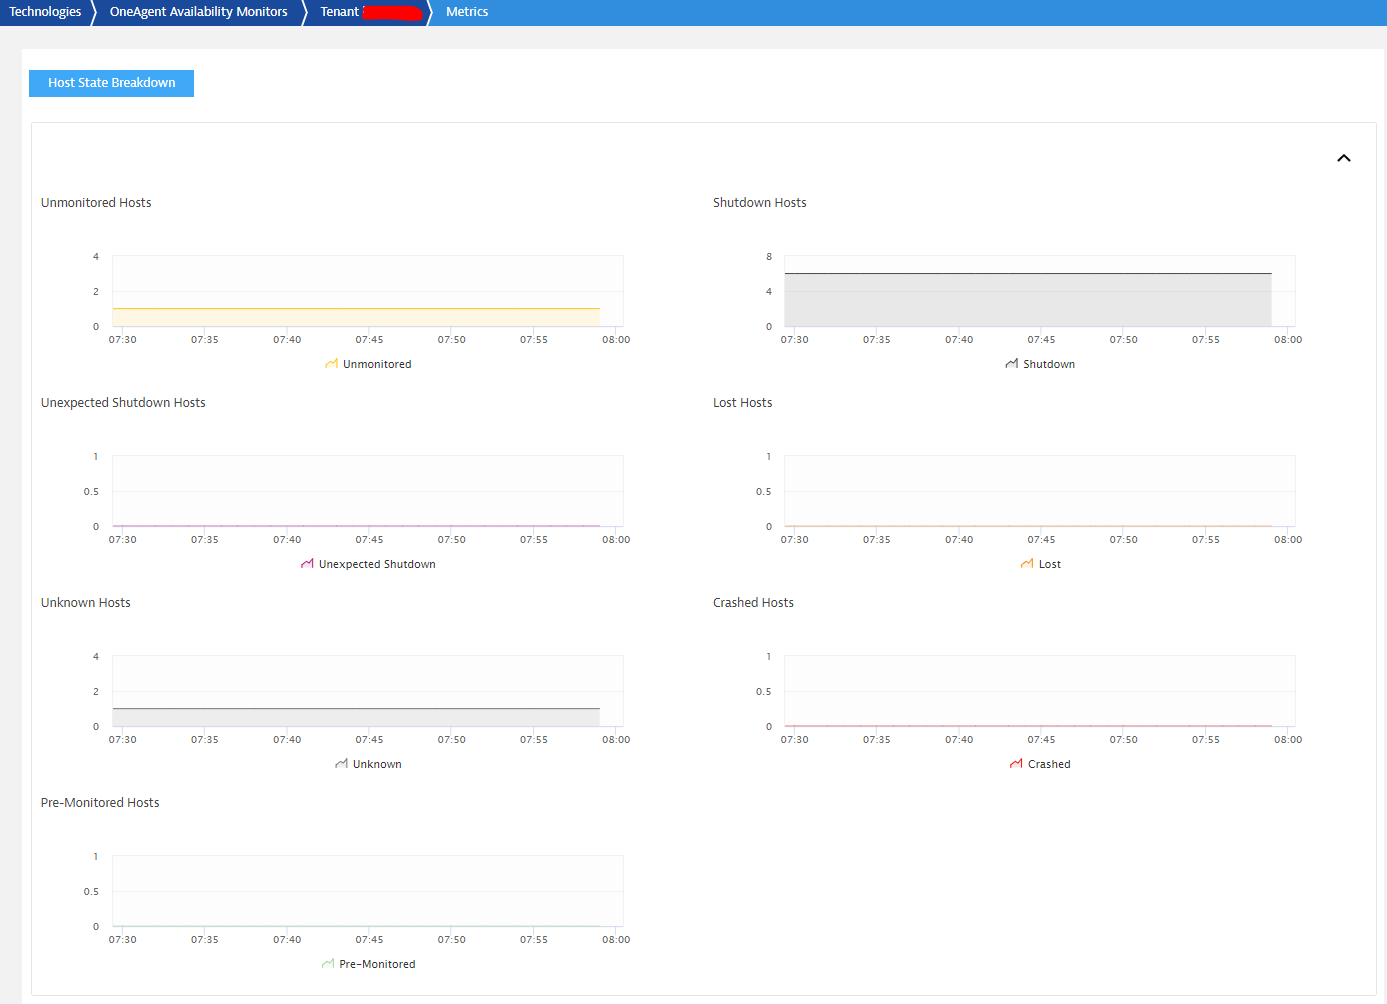 Technologies OneAgent Availability Monitors Tenant Metrics
Host State Breakdown
Unmonitored Hosts
4
2
0
07:30 07:35 07:40 07:45 07:50 07:55 08:00
Unmonitored
Shutdown Hosts
8
4
0
07:30 07:35 07:40 07:45 07:50 07:55 08:00
Shutdown
Unexpected Shutdown Hosts
1
0.5
0
07:30 07:35 07:40 07:45 07:50 07:55 08:00
Unexpected Shutdown
Lost Hosts
1
0.5
0
07:30 07:35 07:40 07:45 07:50 07:55 08:00
Lost
Unknown Hosts
4
2
0
07:30 07:35 07:40 07:45 07:50 07:55 08:00
Unknown
Crashed Hosts
1
0.5
0
07:30 07:35 07:40 07:45 07:50 07:55 08:00
Crashed
Pre-Monitored Hosts
1
0.5
0
07:30 07:35 07:40 07:45 07:50 07:55 08:00
Pre-Monitored